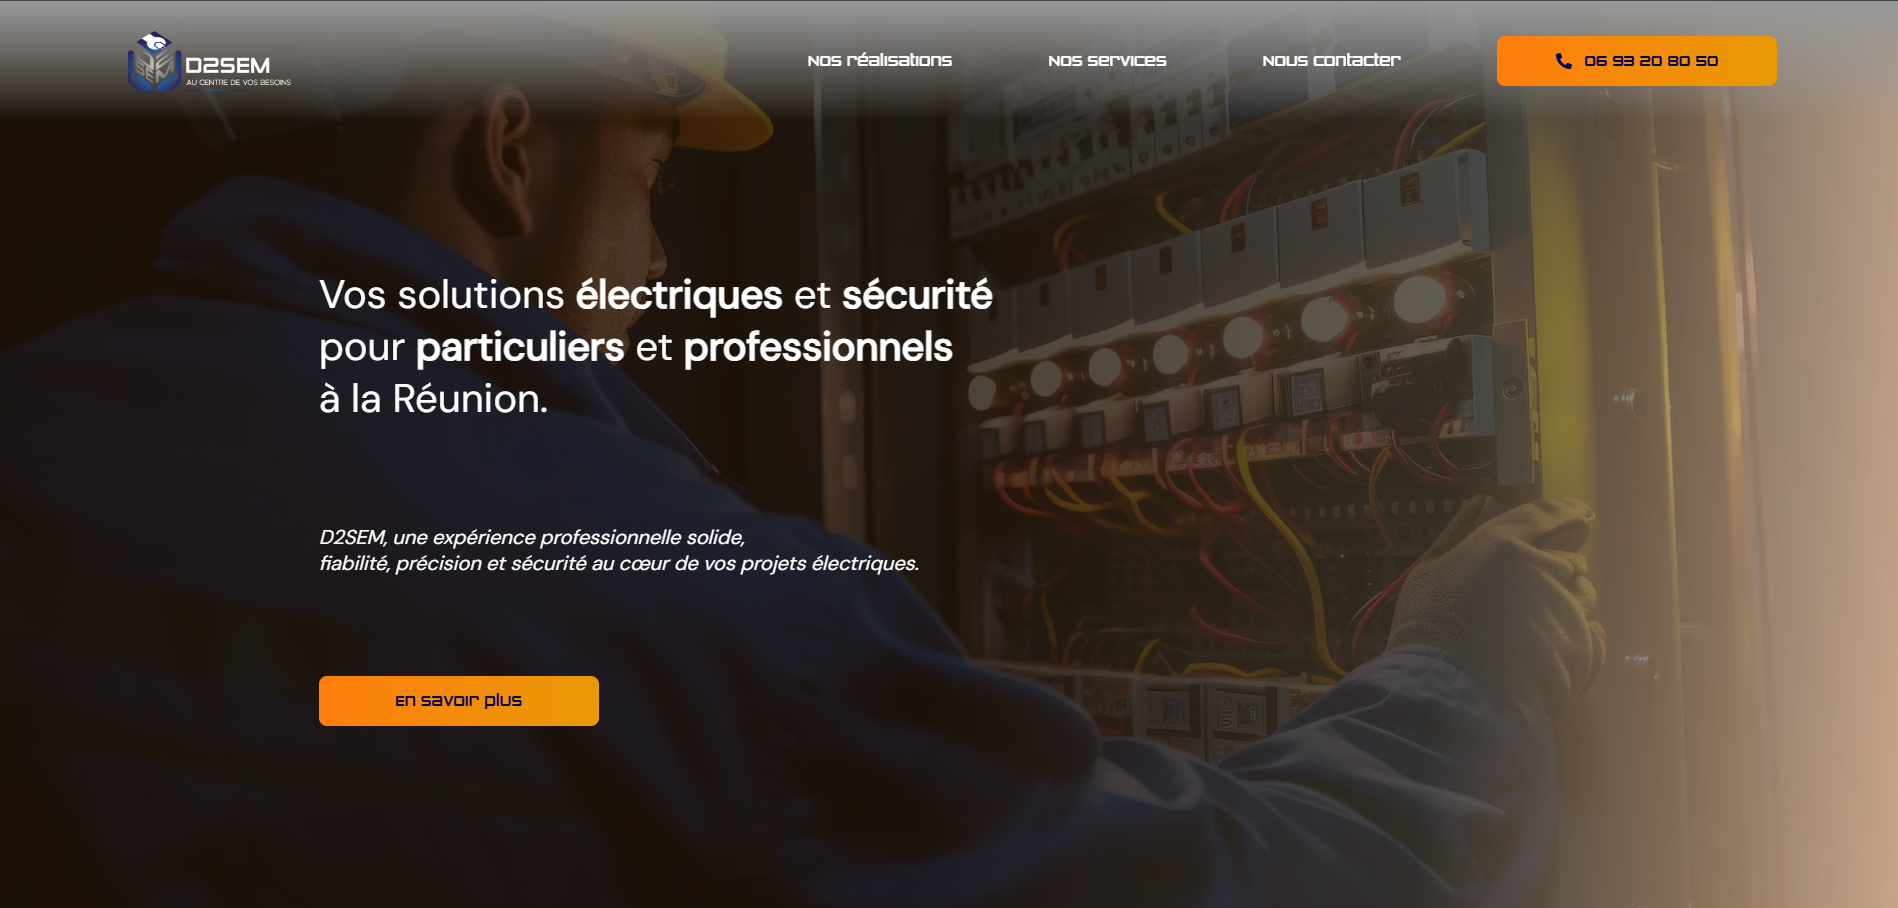 D2SEM
AU CENTRE DE VOS BESOINS
Nos réalisations
Nos services
Nous contacter
06 93 20 80 50
Vos solutions électriques et sécurité
pour particuliers et professionnels
à la Réunion.
D2SEM, une expérience professionnelle solide,
fiabilité, précision et sécurité au cœur de vos projets électriques.
En savoir plus